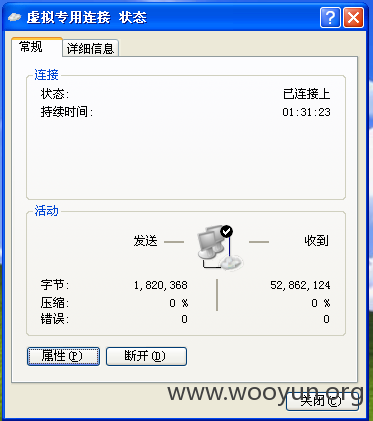 虚拟专用连接 状态
常规 详细信息
连接
状态: 已连接上
持续时间: 01:31:23
活动
发送 收到
字节: 1,820,368 52,862,124
压缩: 0 % 0 %
错误: 0 0
属性(P) 断开(D)
www.wooyun.org
关闭(C)